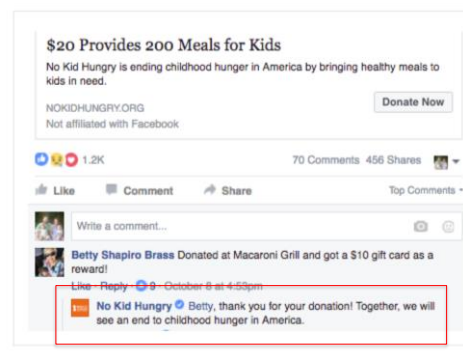 $20 Provides 200 Meals for Kids
No Kid Hungry is ending childhood hunger in America by bringing healthy meals to
kids in need.
NOKIDHUNGRY.ORG
Not affiliated with Facebook
Donate Now
1.2K
70 Comments 456 Shares
Like Comment Share
Top Comments
Write a comment...
Betty Shapiro Brass Donated at Macaroni Grill and got a $10 gift card as a
reward!
Like · Reply · 9 · October 8 at 4:53pm
No Kid Hungry Betty, thank you for your donation! Together, we will
see an end to childhood hunger in America.